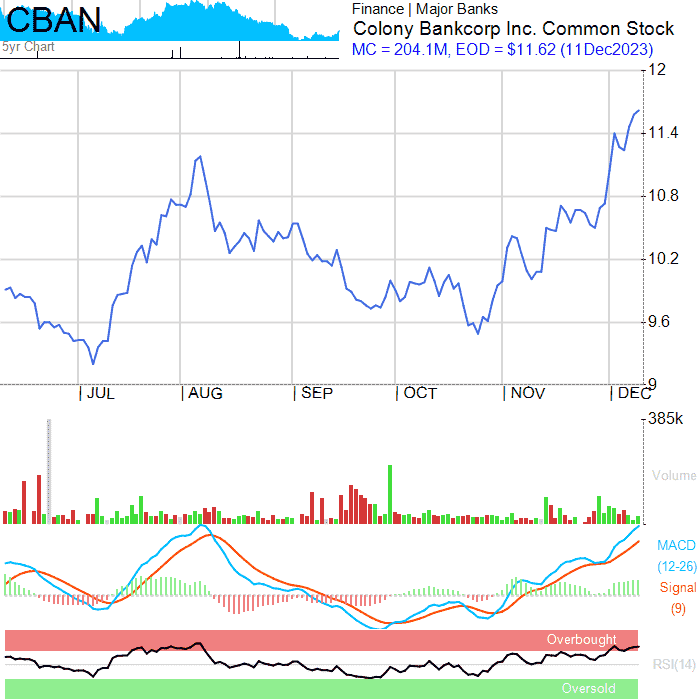 CBAN
5yr Chart
Finance | Major Banks
Colony Bankcorp Inc. Common Stock
MC = 204.1M, EOD = $11.62 (11Dec2023)
12
11.4
10.8
10.2
9.6
9
JUL AUG SEP OCT NOV DEC
385k
Volume
MACD
(12-26)
Signal
(9)
Overbought
RSI(14)
Oversold